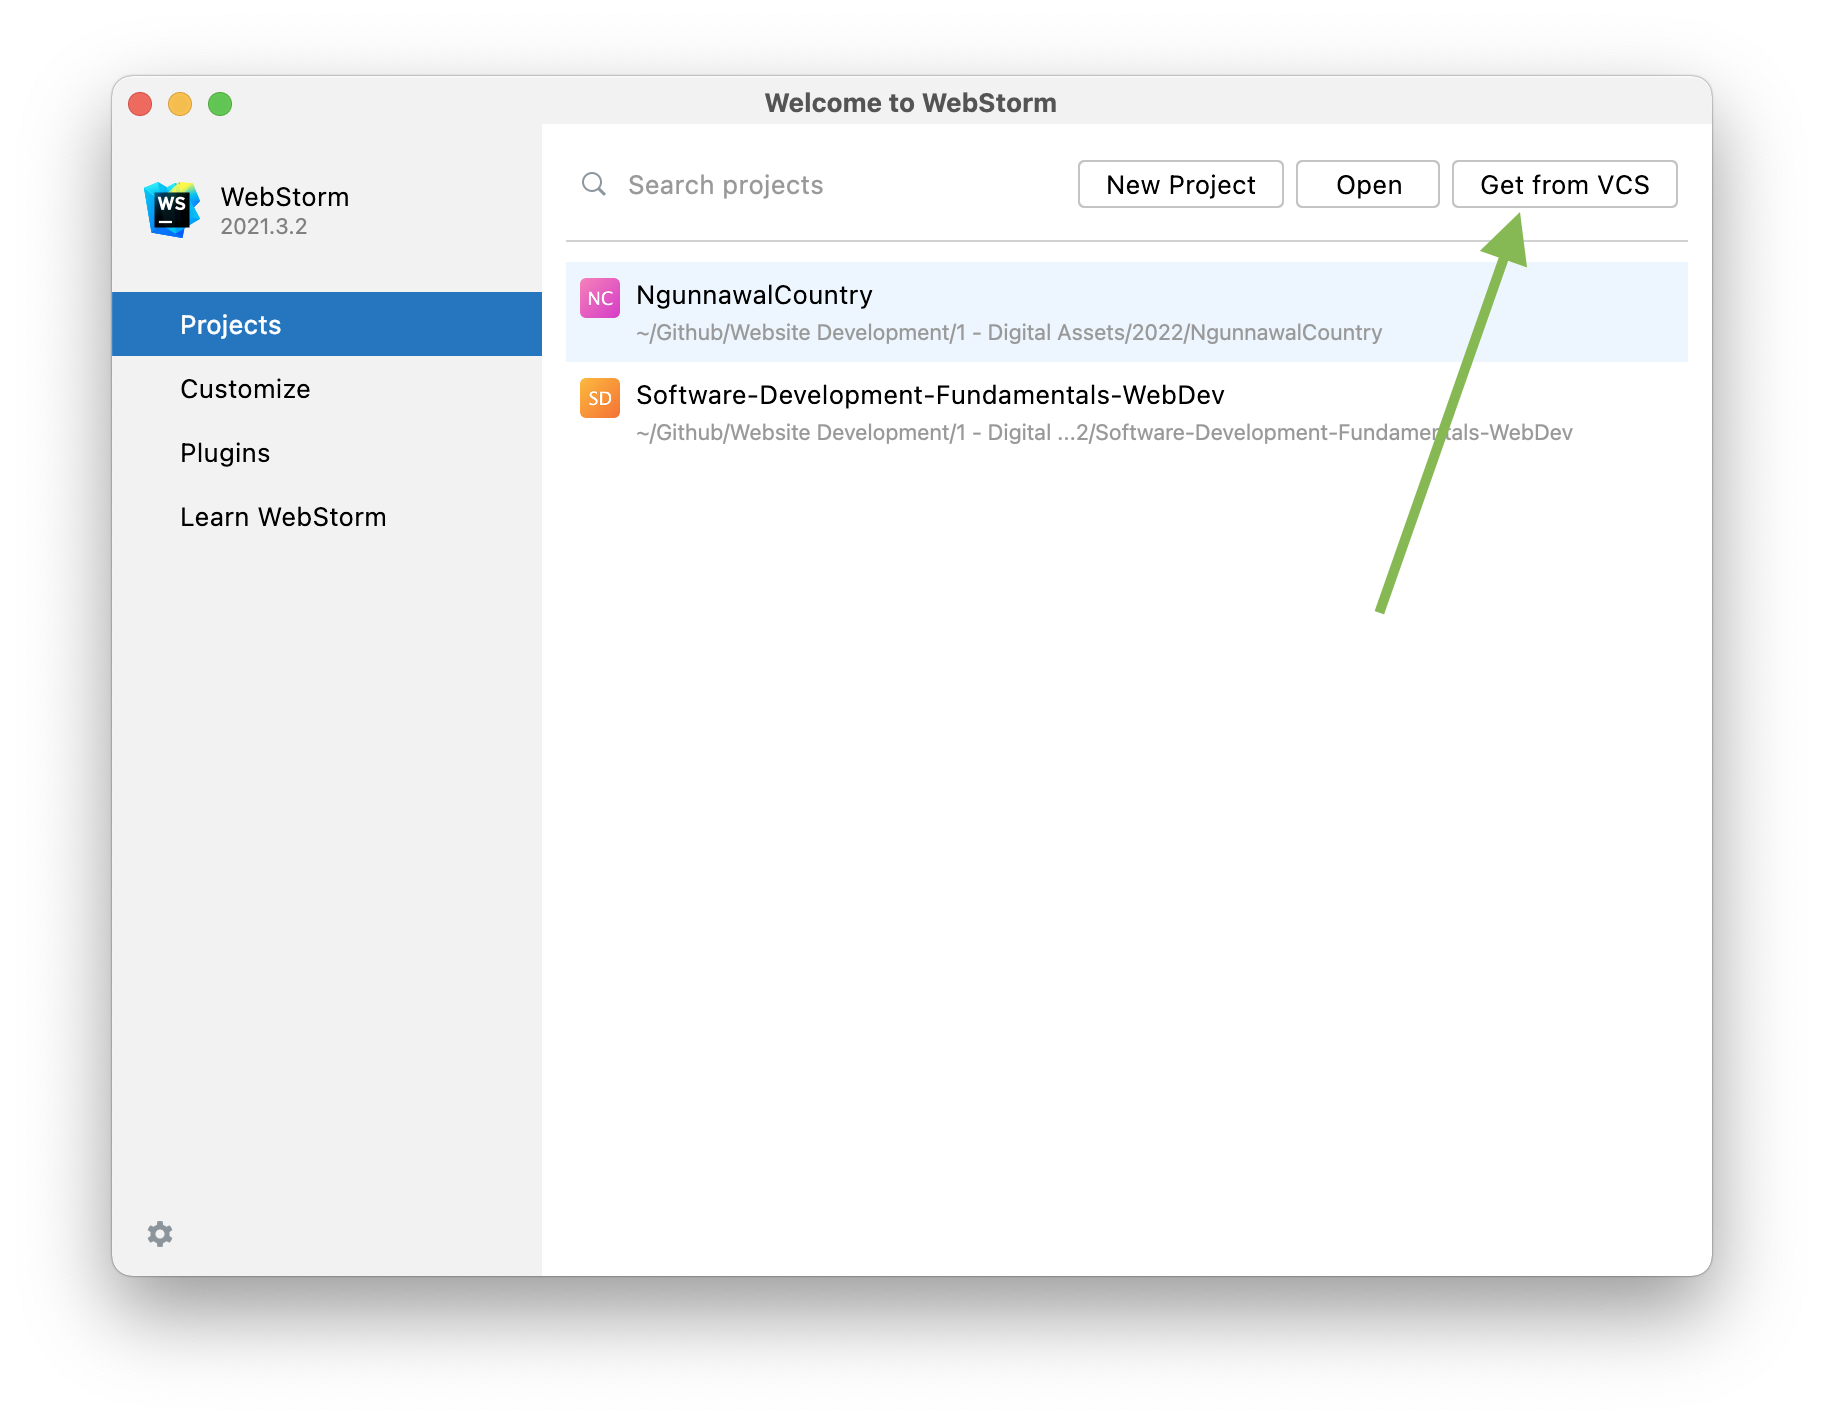 Welcome to WebStorm
WS
WebStorm
2021.3.2
Projects
Customize
Plugins
Learn WebStorm
Search projects
New Project
Open
Get from VCS
NC
NgunnawalCountry
~/Github/Website Development/1 - Digital Assets/2022/NgunnawalCountry
SD
Software-Development-Fundamentals-WebDev
~/Github/Website Development/1 - Digital ...2/Software-Development-Fundamentals-WebDev